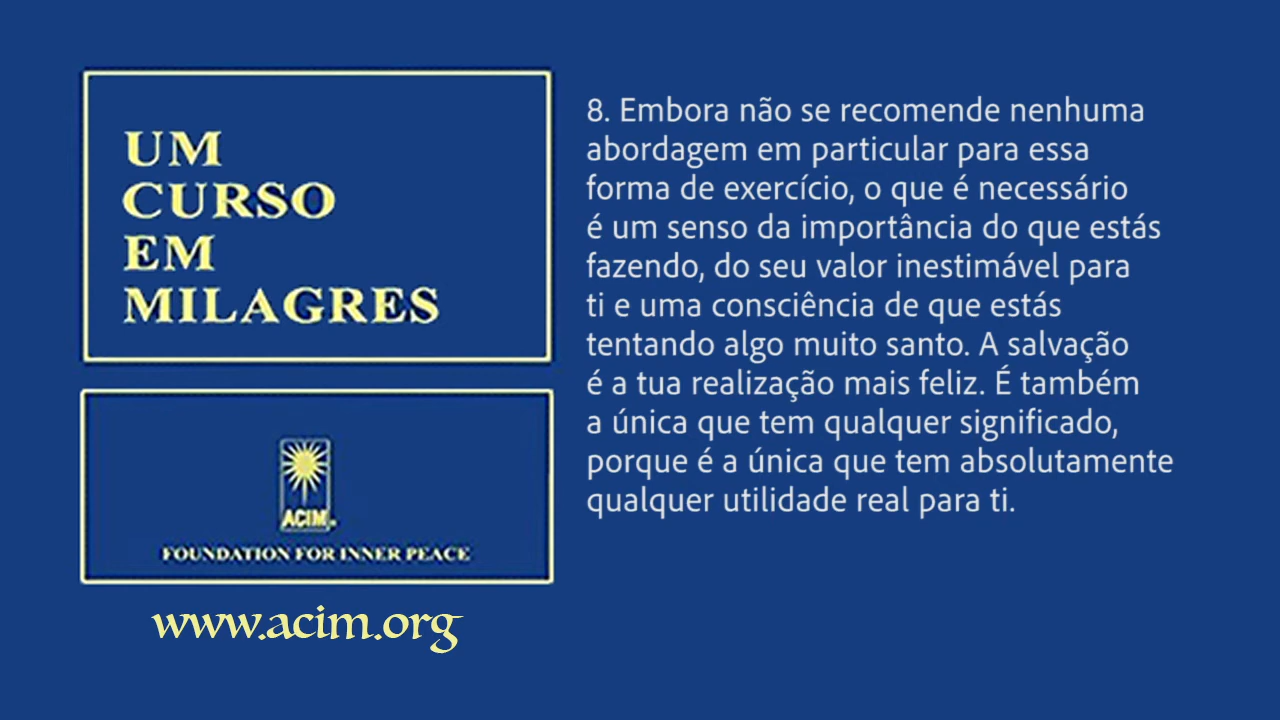 UM
CURSO
EM
MILAGRES
ACIM
FOUNDATION FOR INNER PEACE
www.acim.org
8. Embora não se recomende nenhuma
abordagem em particular para essa
forma de exercício, o que é necessário
é um senso da importância do que estás
fazendo, do seu valor inestimável para
ti e uma consciência de que estás
tentando algo muito santo. A salvação
é a tua realização mais feliz. É também
a única que tem qualquer significado,
porque é a única que tem absolutamente
qualquer utilidade real para ti.